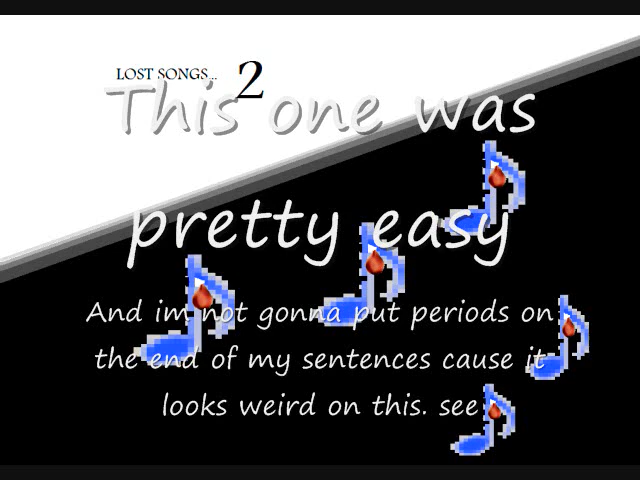 LOST SONGS... 2
This one was
pretty easy
And im not gonna put periods on
the end of my sentences cause it
looks weird on this. see